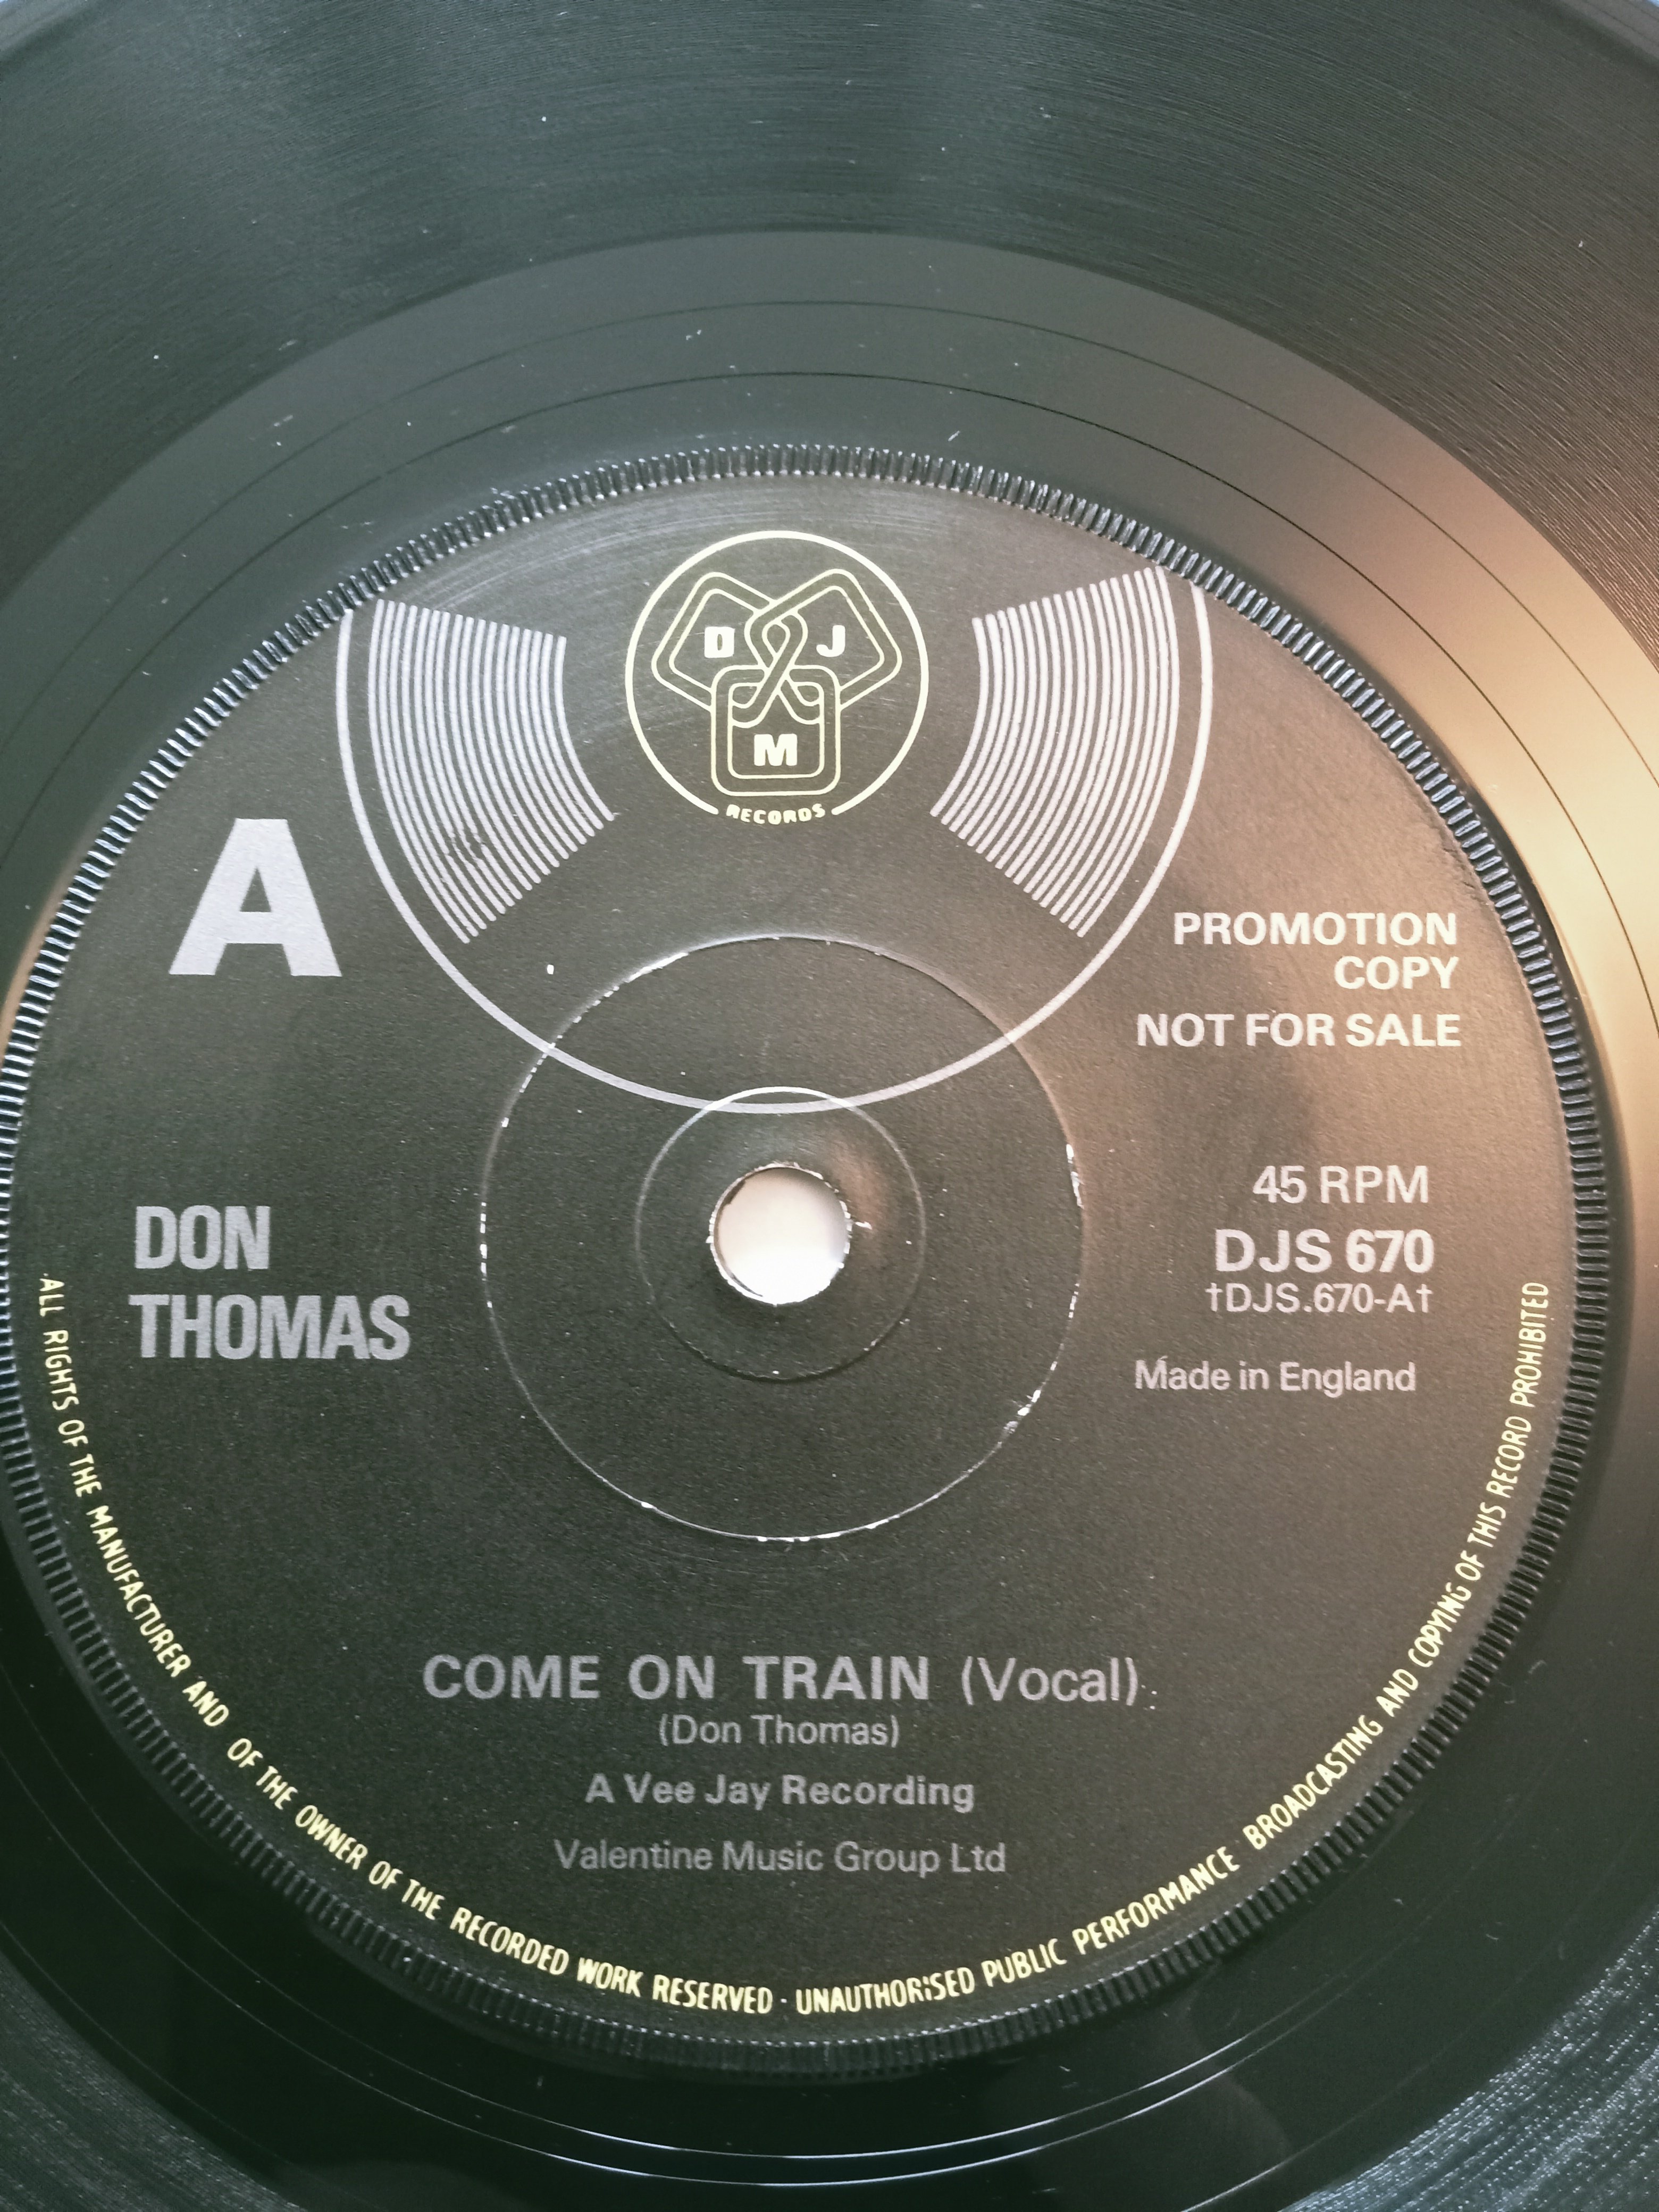 D J
M
RECORDS
A
PROMOTION
COPY
NOT FOR SALE
45 RPM
DJS 670
†DJS.670-A†
Made in England
DON
THOMAS
COME ON TRAIN (Vocal)
(Don Thomas)
A Vee Jay Recording
Valentine Music Group Ltd
ALL RIGHTS OF THE MANUFACTURER AND OF THE OWNER OF THE RECORDED WORK RESERVED · UNAUTHORISED PUBLIC PERFORMANCE BROADCASTING AND COPYING OF THIS RECORD PROHIBITED